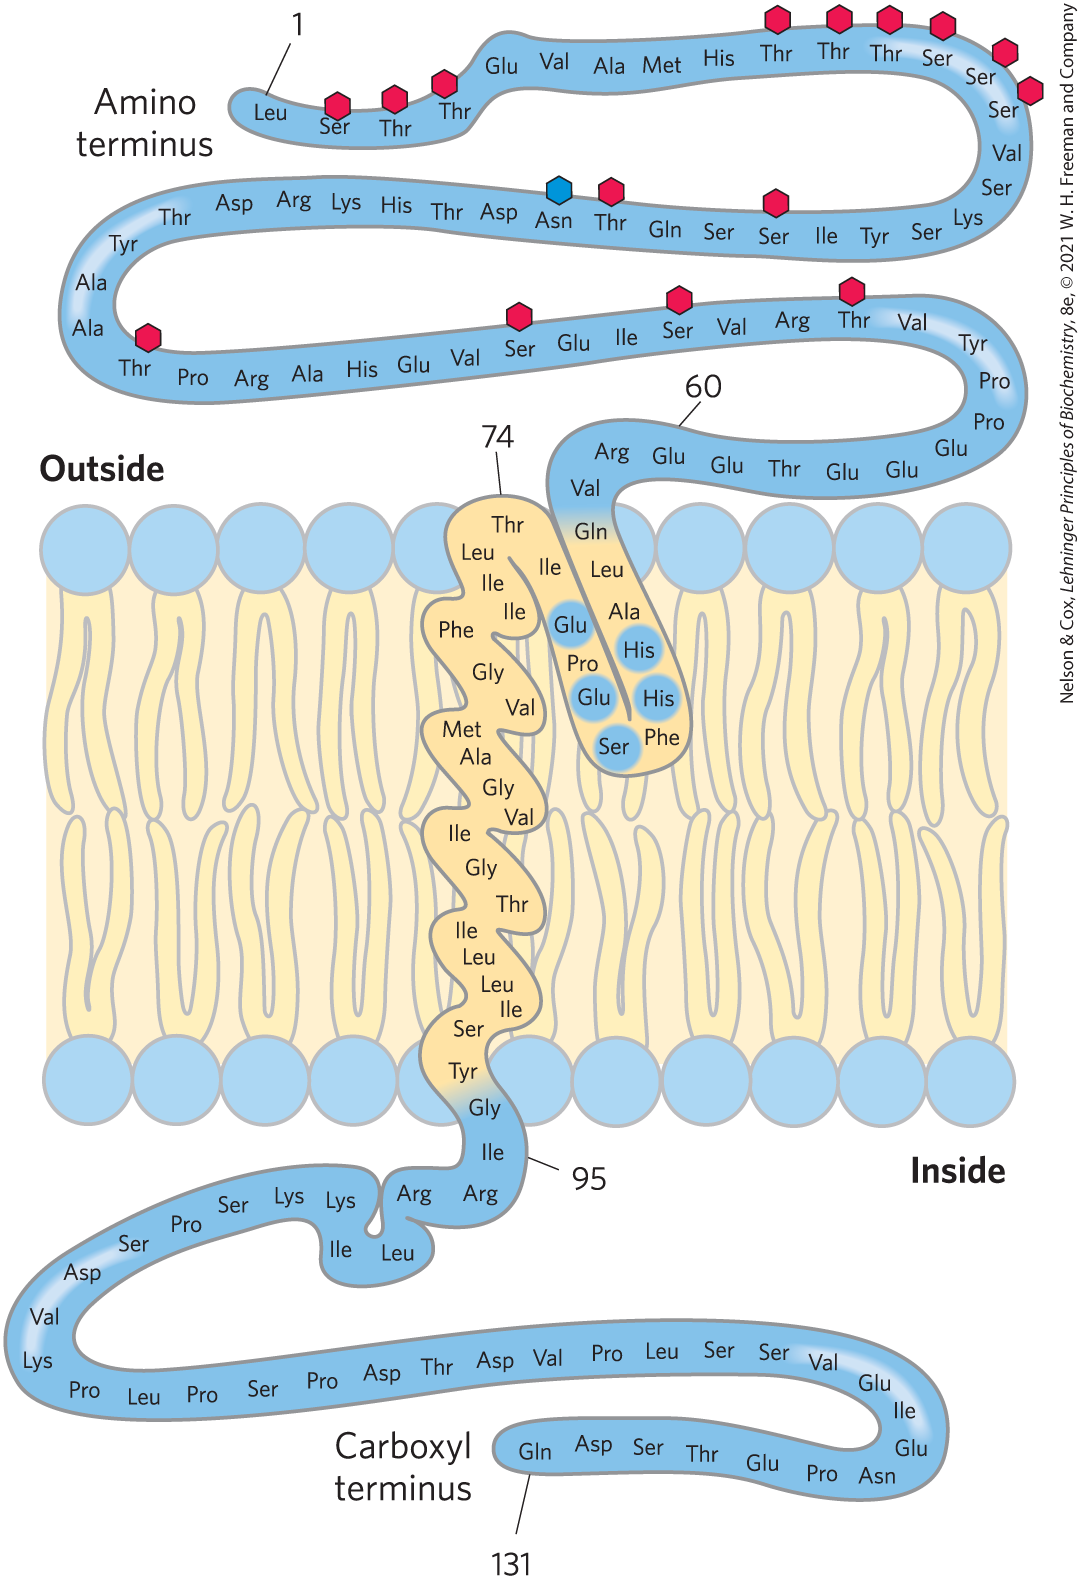 1
Amino
terminus
Leu Ser Thr Thr Glu Val Ala Met His Thr Thr Thr Ser Ser Ser Val Ser Lys
Ser Tyr Ile Ser Ser Gln Thr Asn Asp Thr His Lys Arg Asp Thr Tyr Ala Ala
Thr Pro Arg Ala His Glu Val Ser Glu Ile Ser Val Arg Thr Val Tyr Pro Pro
60
Glu Glu Glu Thr Glu Glu Arg Val
Outside
74
Gln Leu Ala His His Phe Ser Glu Pro Glu Ile
Thr
Leu
Ile
Ile
Phe
Gly
Val
Met
Ala
Gly
Val
Ile
Gly
Thr
Ile
Leu
Leu
Ile
Ser
Tyr
Gly
Ile
95
Inside
Arg Arg Leu Ile Lys Lys Ser Pro Ser Asp Val Lys
Pro Leu Pro Ser Pro Asp Thr Asp Val Pro Leu Ser Ser Val Glu Ile Glu
Asn Pro Glu Thr Ser Asp Gln
Carboxyl
terminus
131
Nelson & Cox, Lehninger Principles of Biochemistry, 8e, © 2021 W. H. Freeman and Company